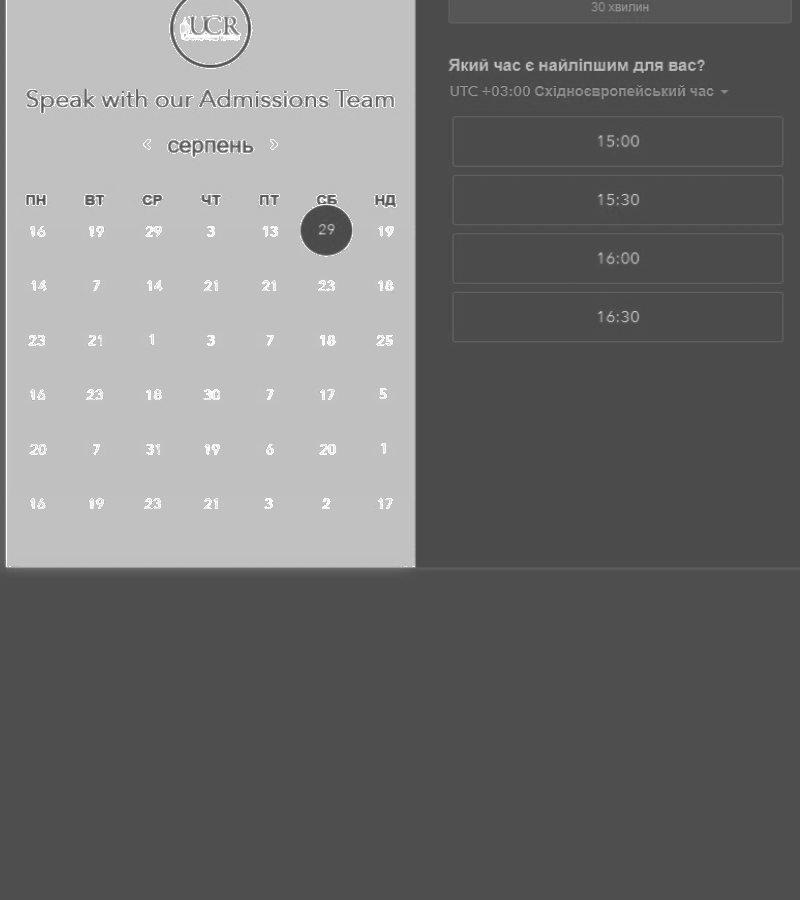 UCR
Speak with our Admissions Team
серпень
ПН ВТ СР ЧТ ПТ СБ НД
16 19 29 3 13 29 19
14 7 14 21 21 23 18
23 21 1 3 7 18 25
16 23 18 30 7 17 5
20 7 31 19 6 20 1
16 19 23 21 3 2 17
30 хвилин
Який час є найліпшим для вас?
UTC +03:00 Східноєвропейський час
15:00
15:30
16:00
16:30